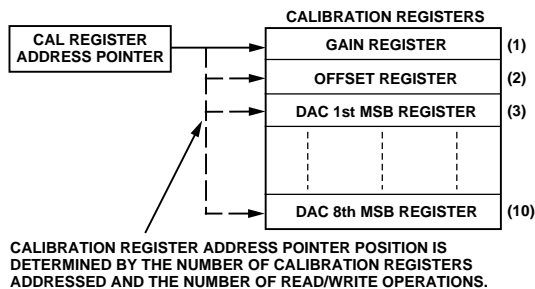 CALIBRATION REGISTERS
CAL REGISTER
ADDRESS POINTER
GAIN REGISTER
(1)
OFFSET REGISTER
(2)
DAC 1st MSB REGISTER
(3)
DAC 8th MSB REGISTER
(10)
CALIBRATION REGISTER ADDRESS POINTER POSITION IS
DETERMINED BY THE NUMBER OF CALIBRATION REGISTERS
ADDRESSED AND THE NUMBER OF READ/WRITE OPERATIONS.